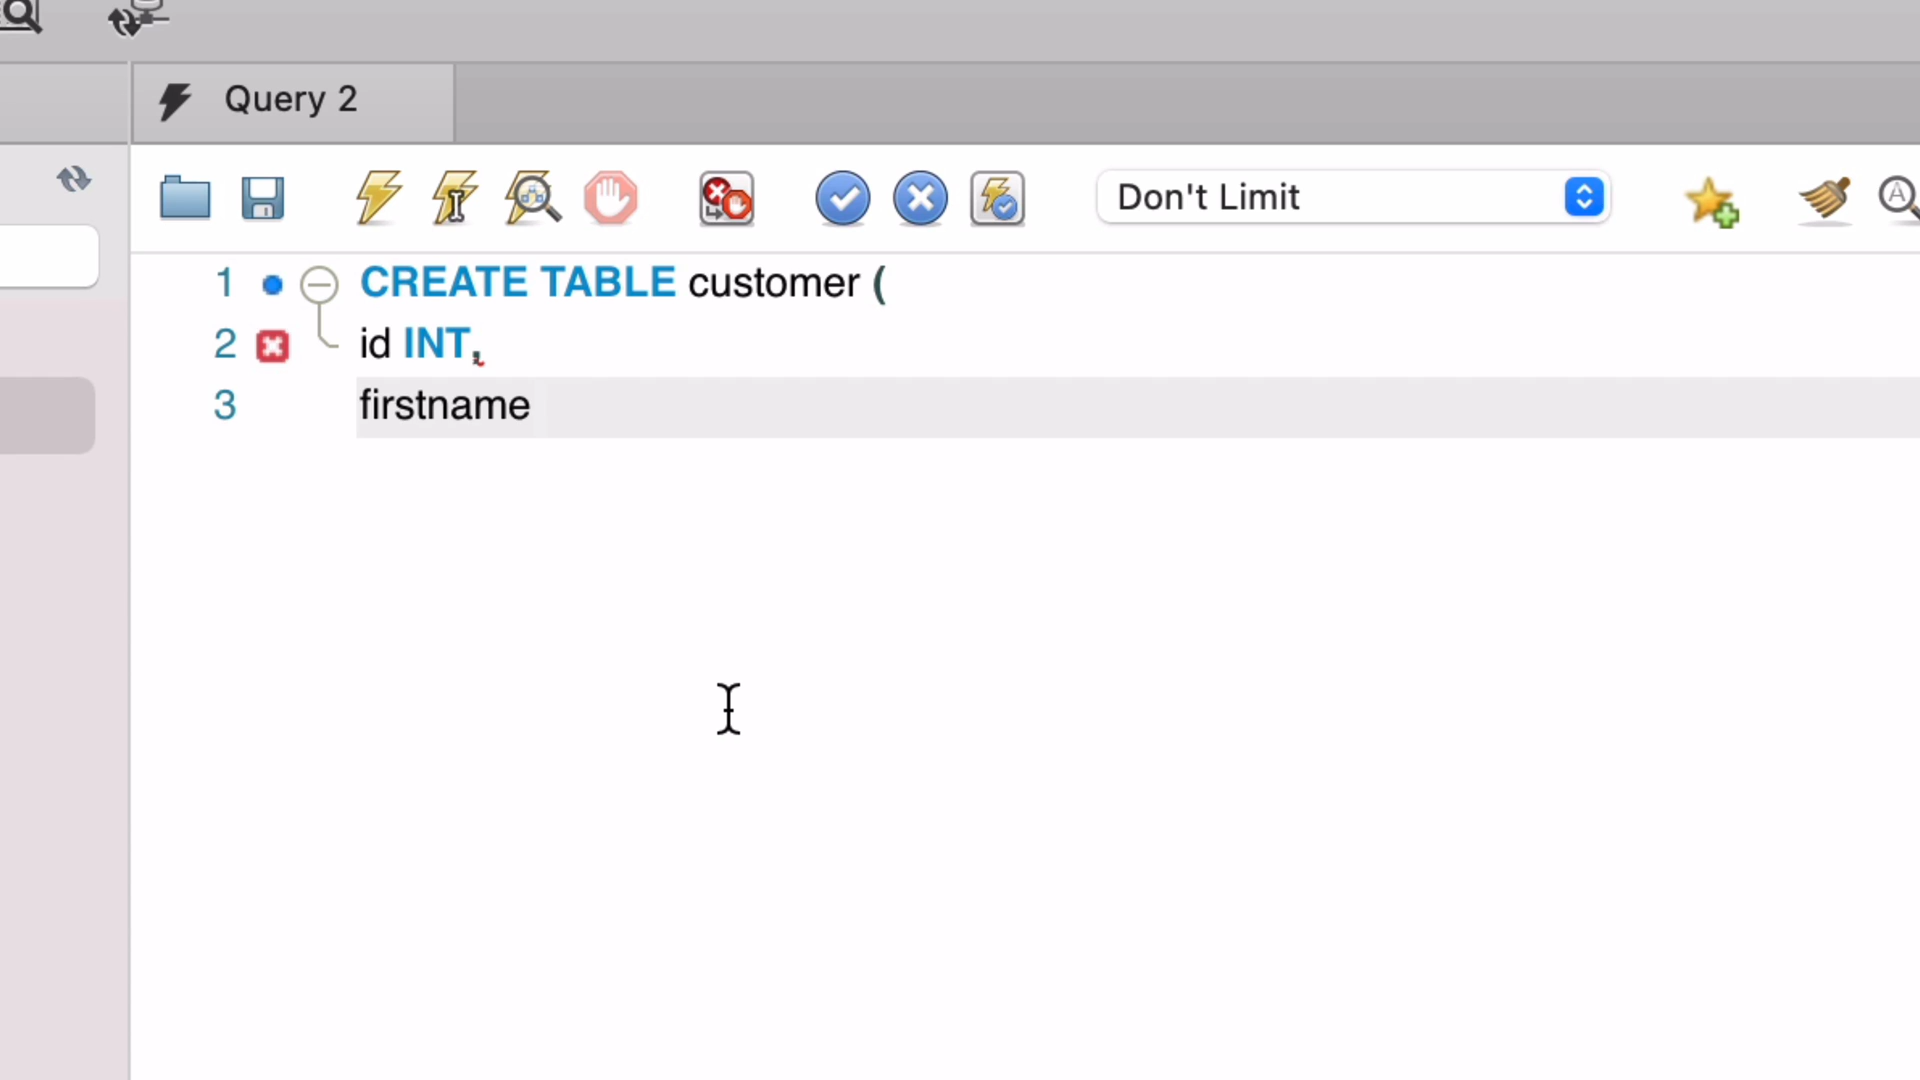 Query 2
Don't Limit
1 CREATE TABLE customer (
2 id INT,
3 firstname